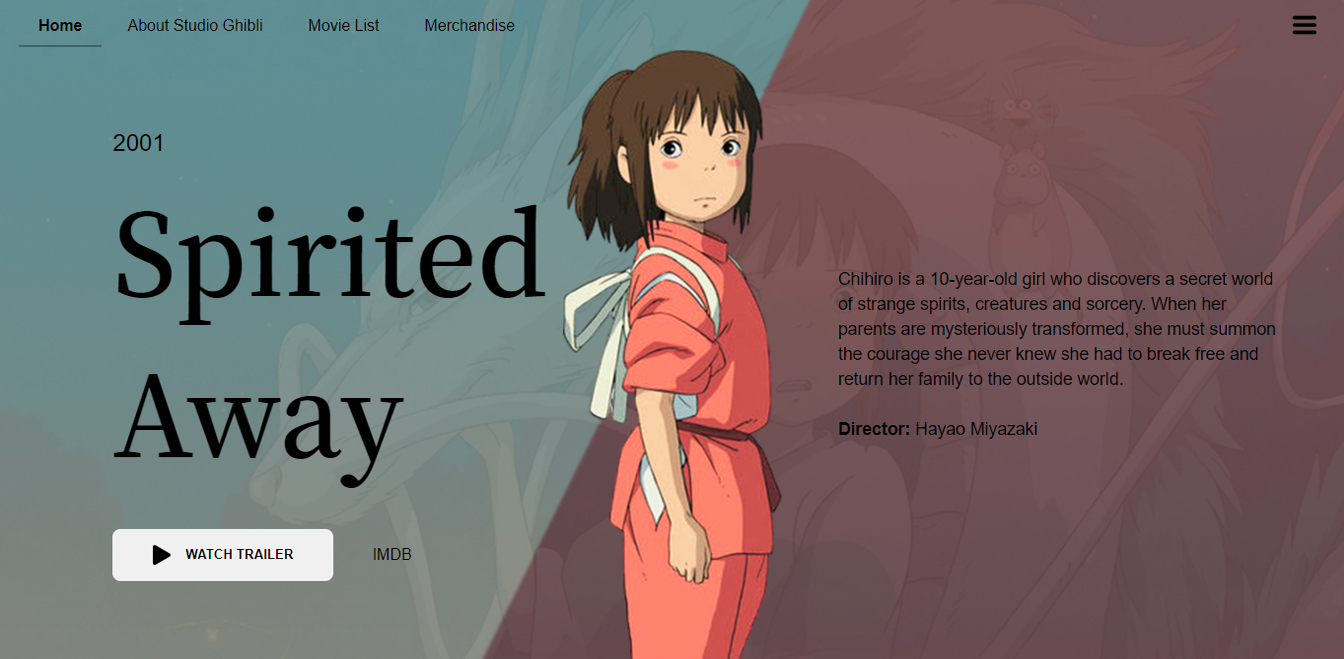 Home About Studio Ghibli Movie List Merchandise
2001
Spirited
Away
WATCH TRAILER IMDB
Chihiro is a 10-year-old girl who discovers a secret world
of strange spirits, creatures and sorcery. When her
parents are mysteriously transformed, she must summon
the courage she never knew she had to break free and
return her family to the outside world.
Director: Hayao Miyazaki